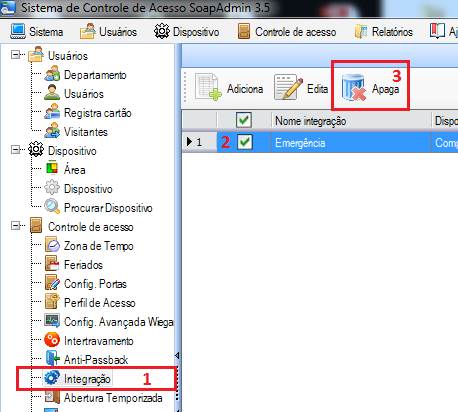 Sistema de Controle de Acesso SoapAdmin 3.5
Sistema Usuários Dispositivo Controle de acesso Relatórios
Usuários
Departamento
Usuários
Registra cartão
Visitantes
Dispositivo
Área
Dispositivo
Procurar Dispositivo
Controle de acesso
Zona de Tempo
Feriados
Config. Portas
Perfil de Acesso
Config. Avançada Wiega
Intertravamento
Anti-Passback
Integração 1
Abertura Temporizada
Adiciona Edita Apaga 3
Nome integração Dispo
1 2 Emergência Comp